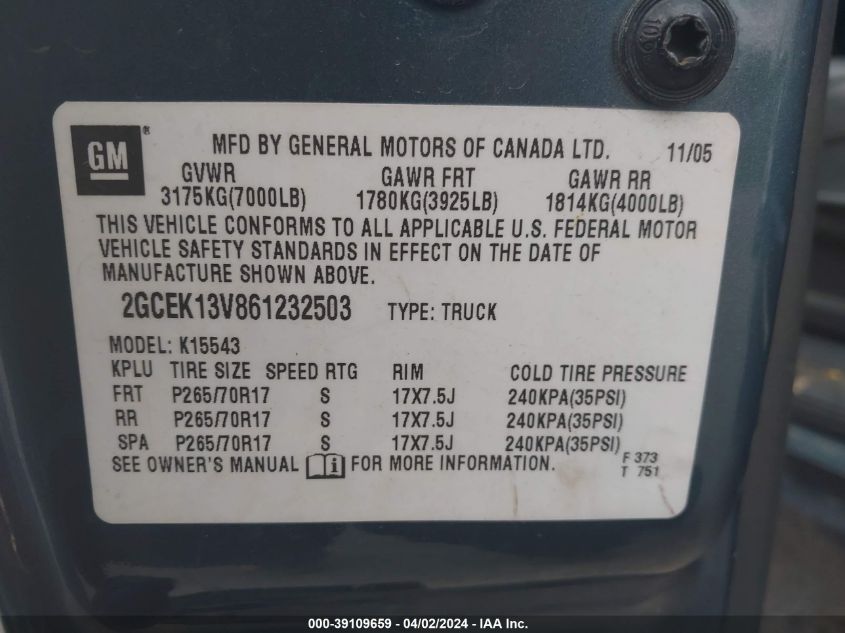 10.9
GM ®
MFD BY GENERAL MOTORS OF CANADA LTD. 11/05
GVWR GAWR FRT GAWR RR
3175KG(7000LB) 1780KG(3925LB) 1814KG(4000LB)
THIS VEHICLE CONFORMS TO ALL APPLICABLE U.S. FEDERAL MOTOR
VEHICLE SAFETY STANDARDS IN EFFECT ON THE DATE OF
MANUFACTURE SHOWN ABOVE.
2GCEK13V861232503 TYPE: TRUCK
MODEL: K15543
KPLU TIRE SIZE SPEED RTG RIM COLD TIRE PRESSURE
FRT P265/70R17 S 17X7.5J 240KPA(35PSI)
RR P265/70R17 S 17X7.5J 240KPA(35PSI)
SPA P265/70R17 S 17X7.5J 240KPA(35PSI)
SEE OWNER'S MANUAL i FOR MORE INFORMATION. F 373
T 751
000-39109659 - 04/02/2024 - IAA Inc.